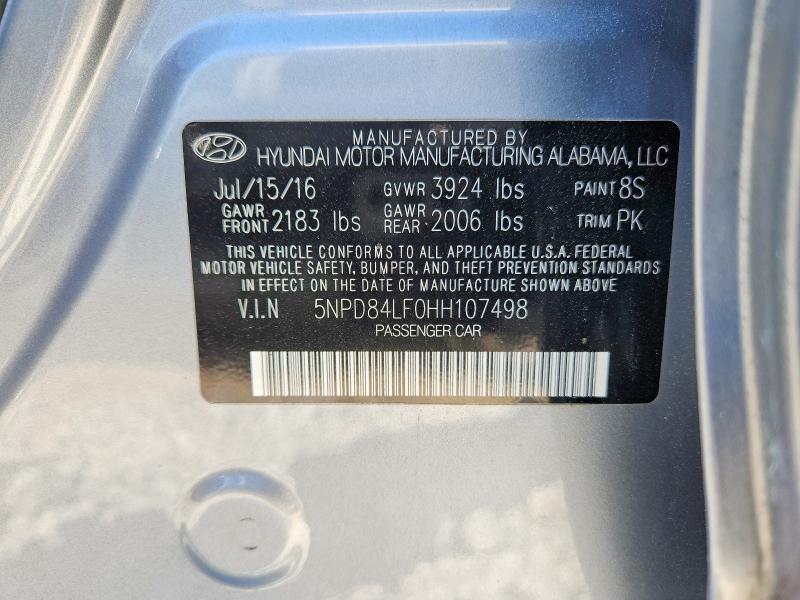 MANUFACTURED BY
HYUNDAI MOTOR MANUFACTURING ALABAMA, LLC
Jul/15/16 GVWR 3924 lbs PAINT 8S
GAWR FRONT 2183 lbs GAWR REAR 2006 lbs TRIM PK
THIS VEHICLE CONFORMS TO ALL APPLICABLE U.S.A. FEDERAL
MOTOR VEHICLE SAFETY, BUMPER, AND THEFT PREVENTION STANDARDS
IN EFFECT ON THE DATE OF MANUFACTURE SHOWN ABOVE
V.I.N 5NPD84LF0HH107498
PASSENGER CAR